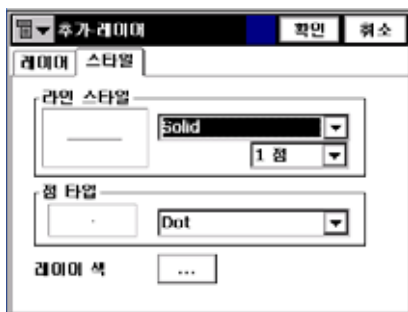 추가-레이어 확인 취소
레이어 스타일
라인 스타일
Solid
1 점
점 타입
Dot
레이어 색 ...